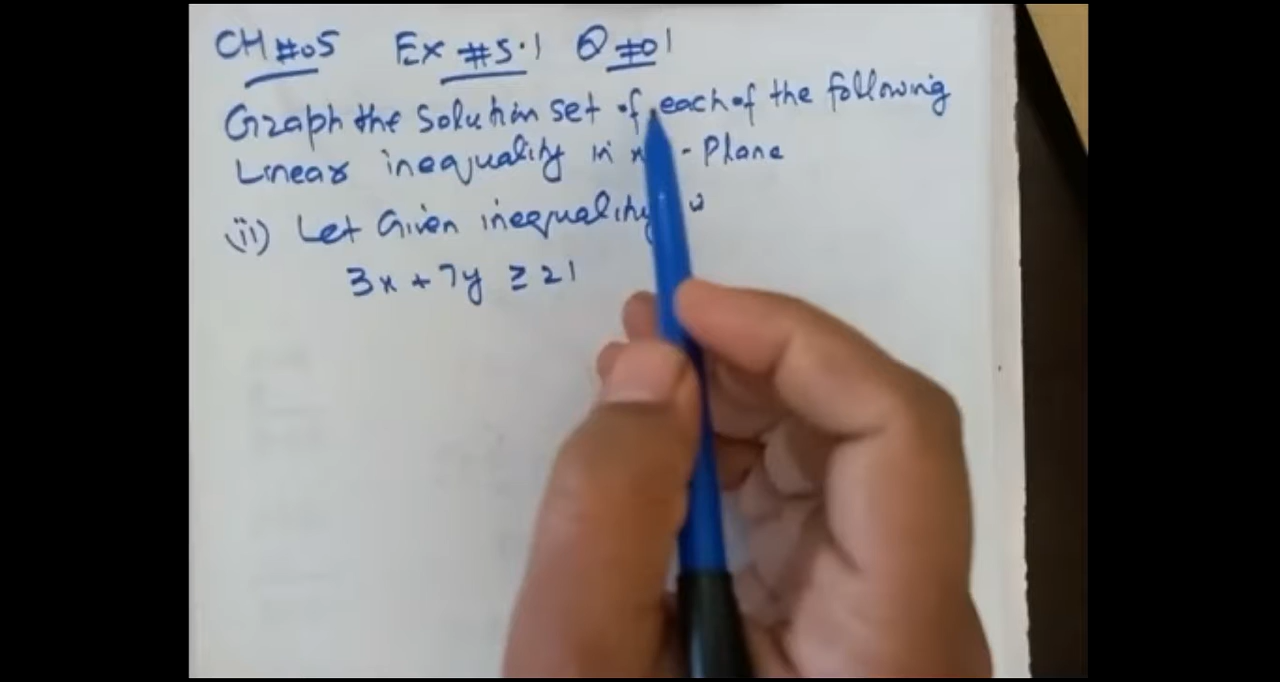 CH #05 Ex #5.1 Q #01
Graph the Solution set of each of the following
Linear inequality in x - Plane
(ii) Let Given inequality is
3x + 7y ≥ 21